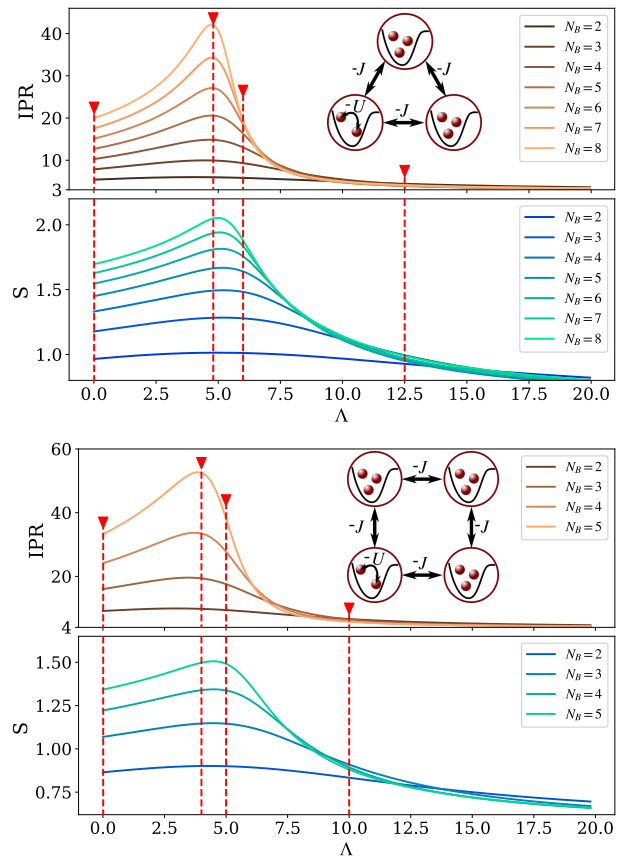 IPR
40
30
20
10
3
-J
-J
-U
-J
N_B = 2
N_B = 3
N_B = 4
N_B = 5
N_B = 6
N_B = 7
N_B = 8
S
2.0
1.5
1.0
N_B = 2
N_B = 3
N_B = 4
N_B = 5
N_B = 6
N_B = 7
N_B = 8
0.0 2.5 5.0 7.5 10.0 12.5 15.0 17.5 20.0
Λ
IPR
60
40
20
4
-J
-J
-J
-U
-J
N_B = 2
N_B = 3
N_B = 4
N_B = 5
S
1.50
1.25
1.00
0.75
N_B = 2
N_B = 3
N_B = 4
N_B = 5
0.0 2.5 5.0 7.5 10.0 12.5 15.0 17.5 20.0
Λ